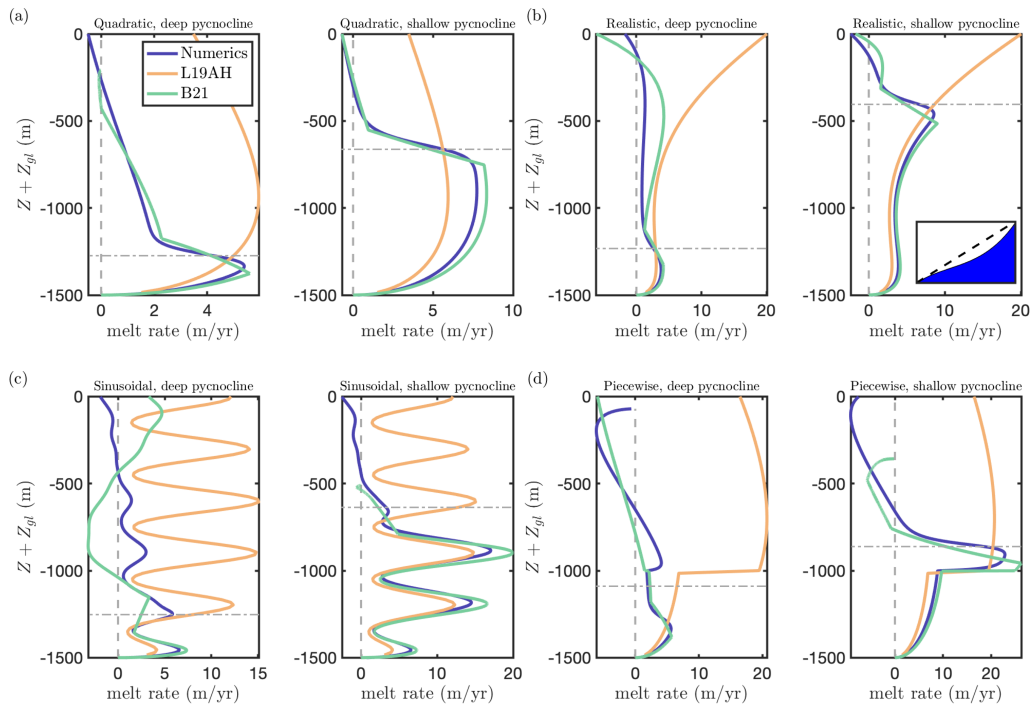 (a)
Quadratic, deep pycnocline
Quadratic, shallow pycnocline
(b)
Realistic, deep pycnocline
Realistic, shallow pycnocline
Numerics
L19AH
B21
0
-500
-1000
-1500
Z + Z_gl (m)
0
2
4
melt rate (m/yr)
0
-500
-1000
-1500
0
5
10
melt rate (m/yr)
0
-500
-1000
-1500
Z + Z_gl (m)
0
10
20
melt rate (m/yr)
0
-500
-1000
-1500
0
10
20
melt rate (m/yr)
(c)
Sinusoidal, deep pycnocline
Sinusoidal, shallow pycnocline
(d)
Piecewise, deep pycnocline
Piecewise, shallow pycnocline
0
-500
-1000
-1500
Z + Z_gl (m)
0
5
10
15
melt rate (m/yr)
0
-500
-1000
-1500
0
5
10
15
20
melt rate (m/yr)
0
-500
-1000
-1500
Z + Z_gl (m)
0
10
20
melt rate (m/yr)
0
-500
-1000
-1500
0
10
20
melt rate (m/yr)